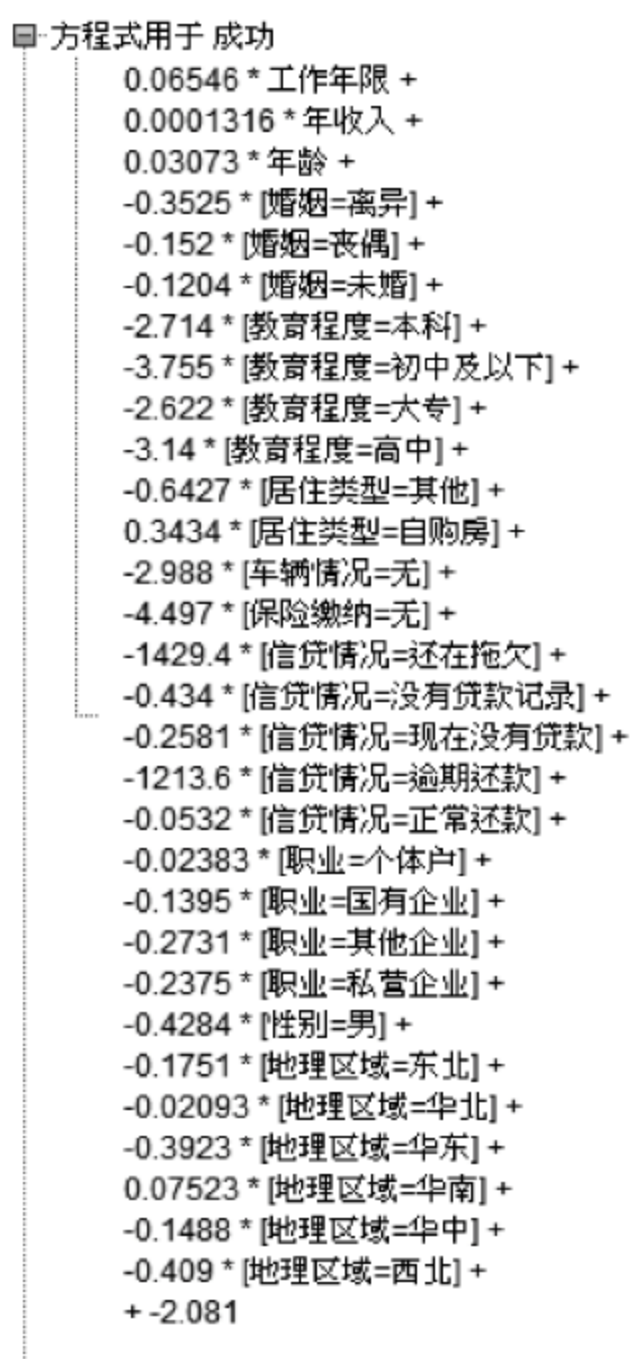 方程式用于 成功
0.06546 * 工作年限 +
0.0001316 * 年收入 +
0.03073 * 年龄 +
-0.3525 * [婚姻=离异] +
-0.152 * [婚姻=丧偶] +
-0.1204 * [婚姻=未婚] +
-2.714 * [教育程度=本科] +
-3.755 * [教育程度=初中及以下] +
-2.622 * [教育程度=大专] +
-3.14 * [教育程度=高中] +
-0.6427 * [居住类型=其他] +
0.3434 * [居住类型=自购房] +
-2.988 * [车辆情况=无] +
-4.497 * [保险缴纳=无] +
-1429.4 * [信贷情况=还在拖欠] +
-0.434 * [信贷情况=没有贷款记录] +
-0.2581 * [信贷情况=现在没有贷款] +
-1213.6 * [信贷情况=逾期还款] +
-0.0532 * [信贷情况=正常还款] +
-0.02383 * [职业=个体户] +
-0.1395 * [职业=国有企业] +
-0.2731 * [职业=其他企业] +
-0.2375 * [职业=私营企业] +
-0.4284 * [性别=男] +
-0.1751 * [地理区域=东北] +
-0.02093 * [地理区域=华北] +
-0.3923 * [地理区域=华东] +
0.07523 * [地理区域=华南] +
-0.1488 * [地理区域=华中] +
-0.409 * [地理区域=西北] +
+ -2.081